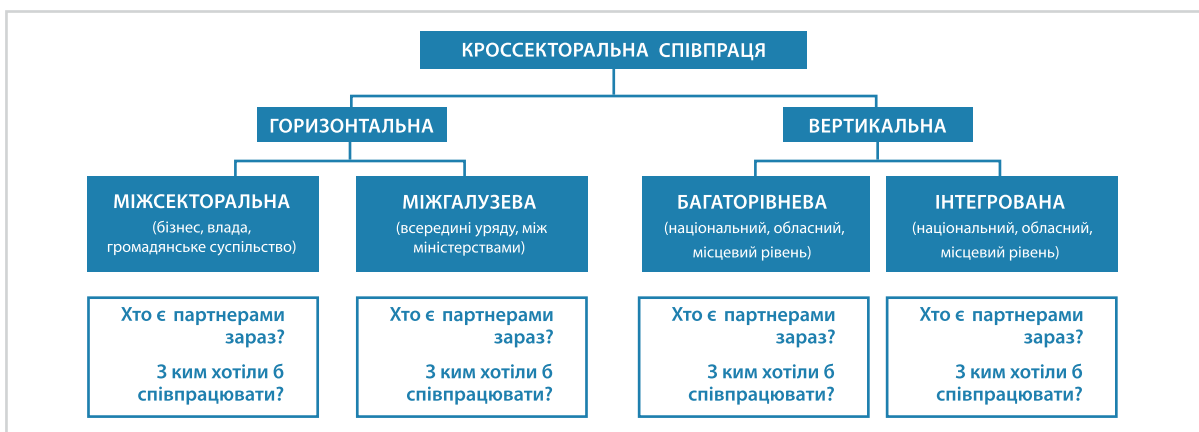 КРОССЕКТОРАЛЬНА СПІВПРАЦЯ
ГОРИЗОНТАЛЬНА
ВЕРТИКАЛЬНА
МІЖСЕКТОРАЛЬНА
(бізнес, влада,
громадянське суспільство)
МІЖГАЛУЗЕВА
(всередині уряду, між
міністерствами)
БАГАТОРІВНЕВА
(національний, обласний,
місцевий рівень)
ІНТЕГРОВАНА
(національний, обласний,
місцевий рівень)
Хто є партнерами
зараз?
З ким хотіли б
співпрацювати?
Хто є партнерами
зараз?
З ким хотіли б
співпрацювати?
Хто є партнерами
зараз?
З ким хотіли б
співпрацювати?
Хто є партнерами
зараз?
З ким хотіли б
співпрацювати?